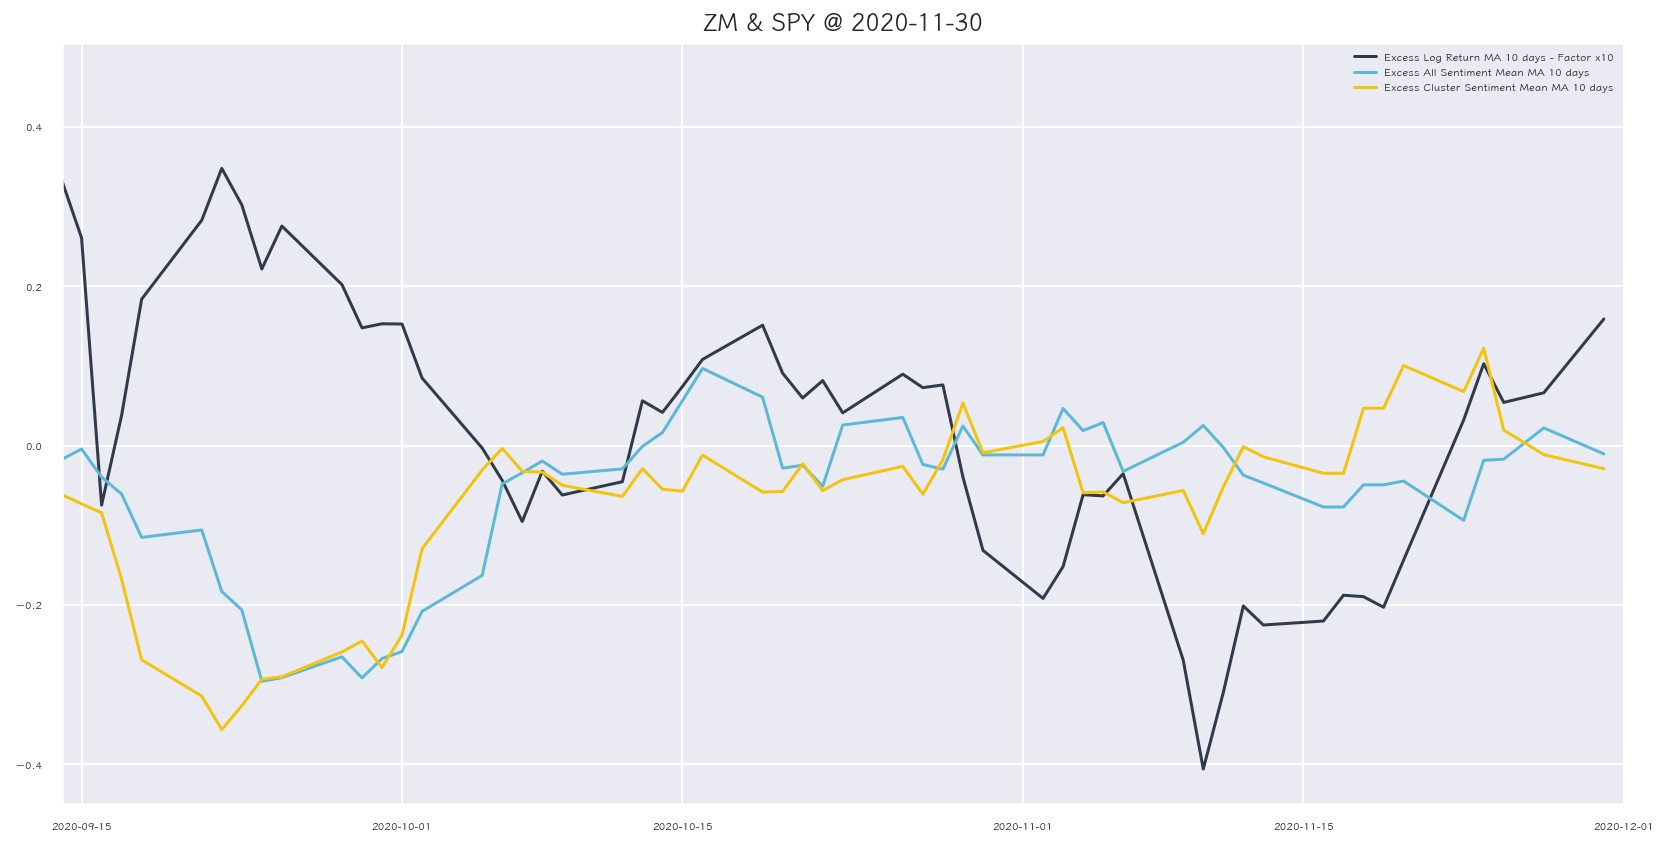 ZM & SPY @ 2020-11-30
Excess Log Return MA 10 days - Factor x10
Excess All Sentiment Mean MA 10 days
Excess Cluster Sentiment Mean MA 10 days
0.4
0.2
0.0
−0.2
−0.4
2020-09-15 2020-10-01 2020-10-15 2020-11-01 2020-11-15 2020-12-01